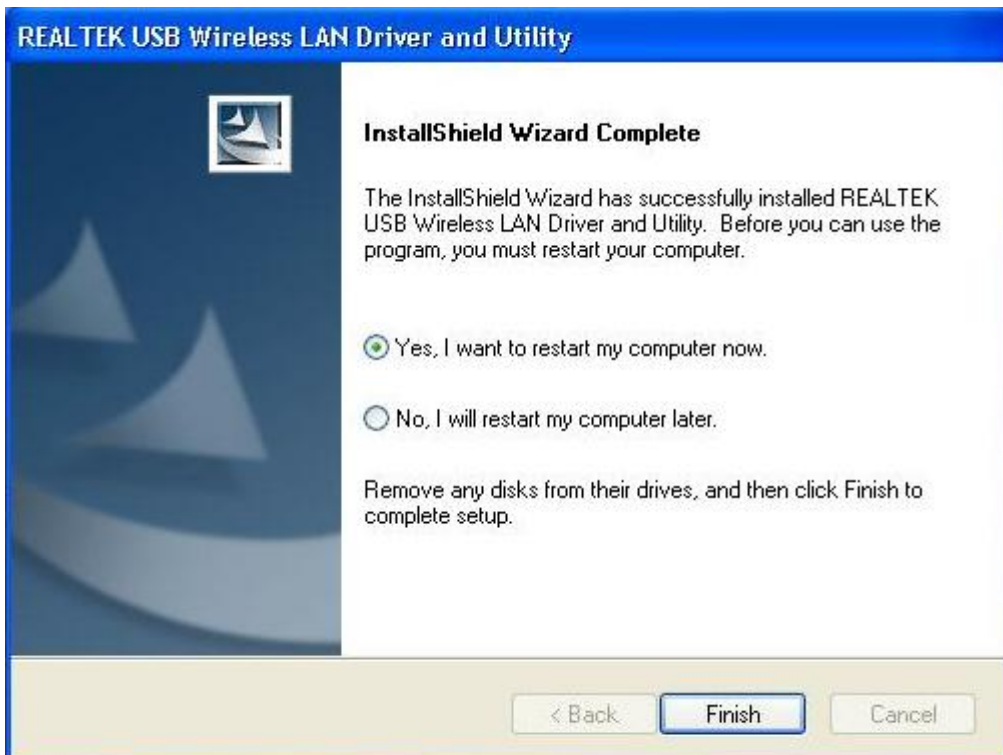 REALTEK USB Wireless LAN Driver and Utility
InstallShield Wizard Complete
The InstallShield Wizard has successfully installed REALTEK
USB Wireless LAN Driver and Utility. Before you can use the
program, you must restart your computer.
Yes, I want to restart my computer now.
No, I will restart my computer later.
Remove any disks from their drives, and then click Finish to
complete setup.
< Back Finish Cancel